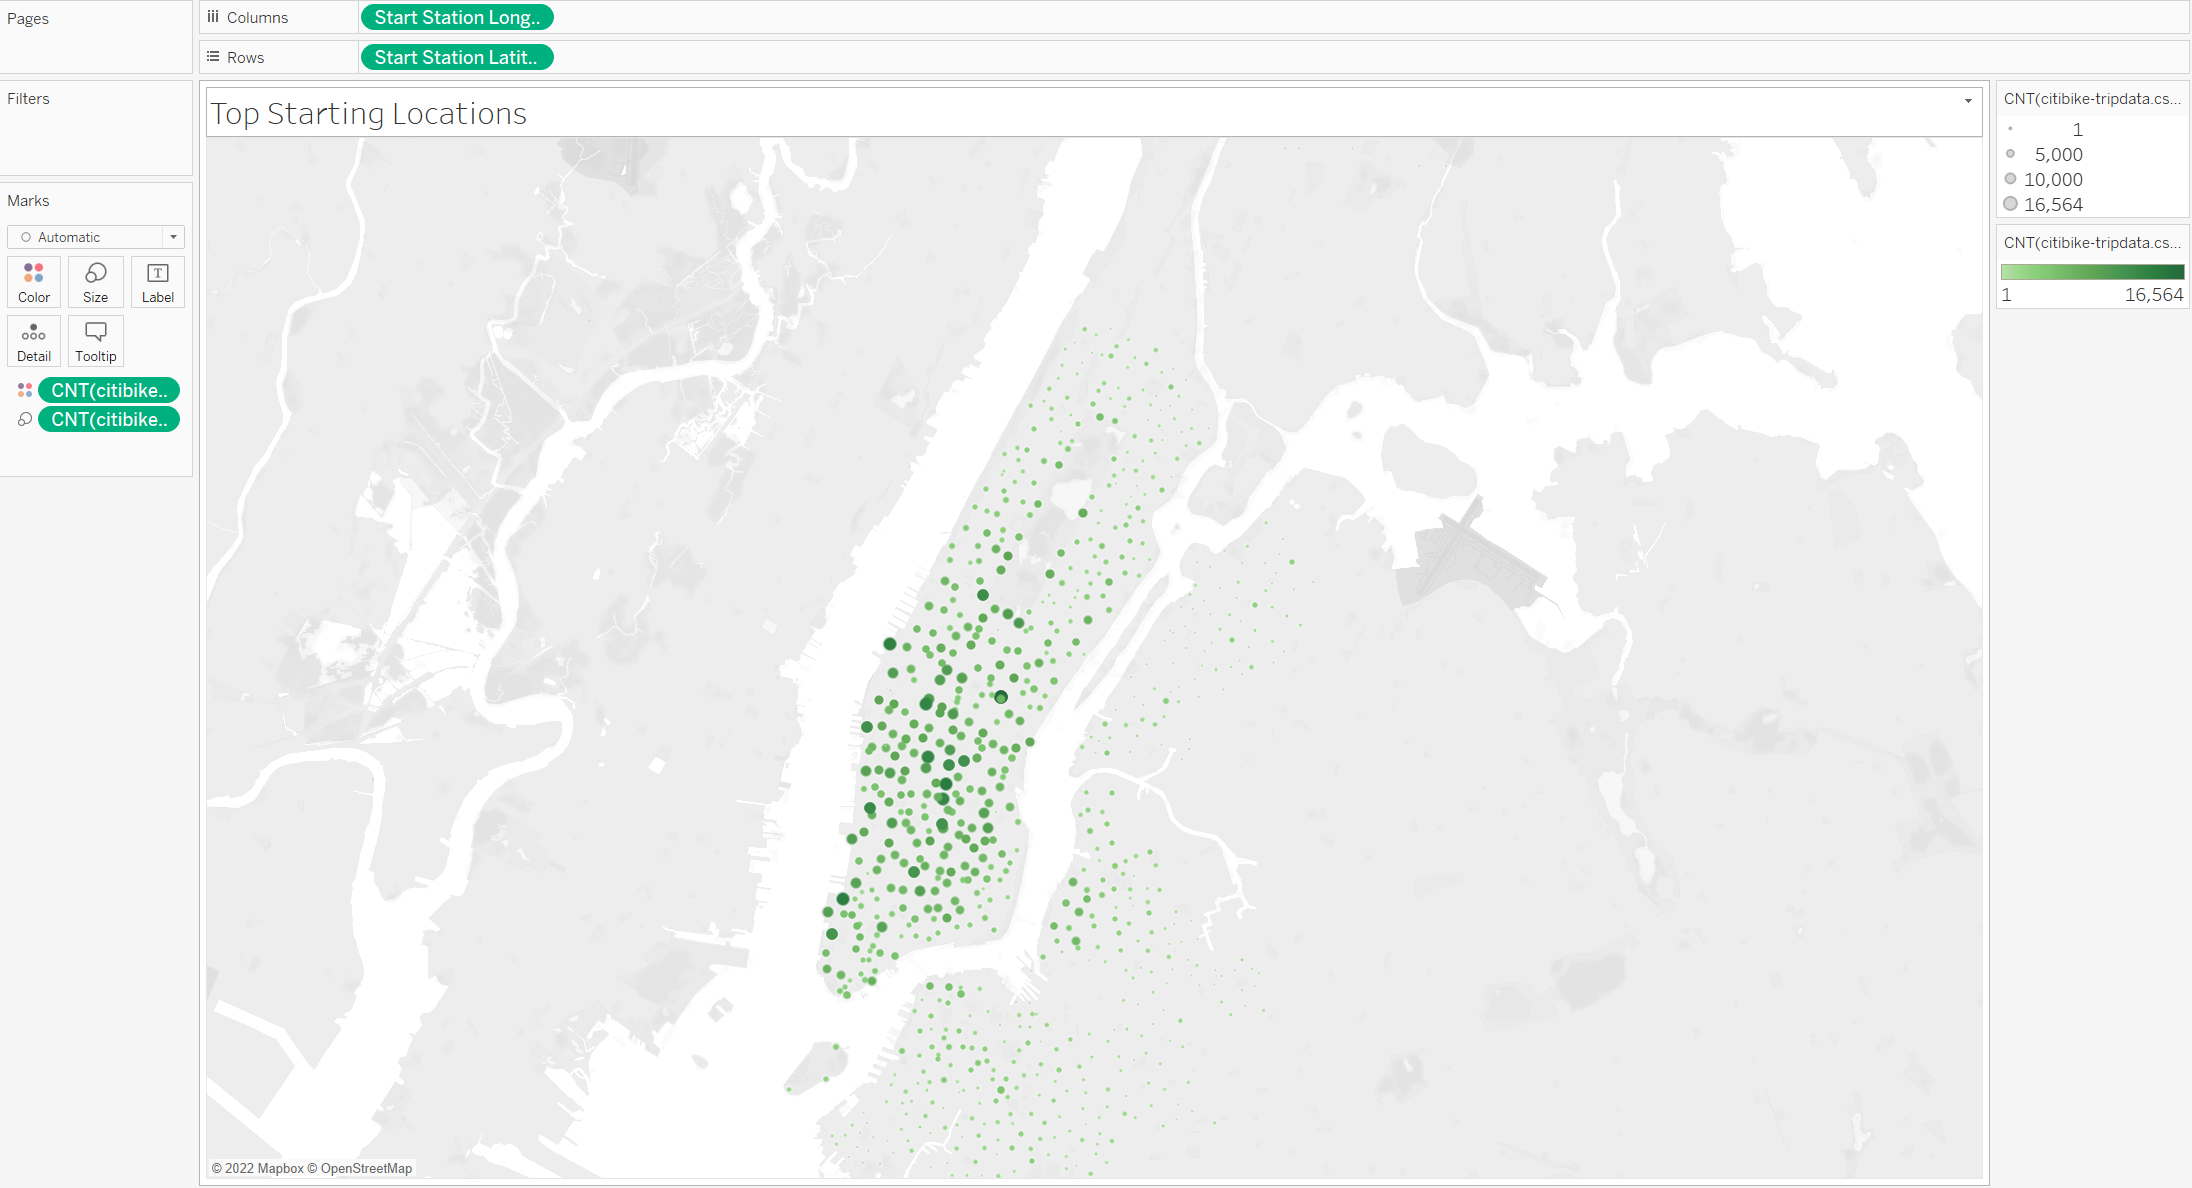 Pages
Columns
Start Station Long..
Rows
Start Station Latit..
Filters
Marks
Automatic
Color
Size
Label
Detail
Tooltip
CNT(citibike..
CNT(citibike..
Top Starting Locations
© 2022 Mapbox © OpenStreetMap
CNT(citibike-tripdata.cs...
1
5,000
10,000
16,564
CNT(citibike-tripdata.cs...
1 16,564